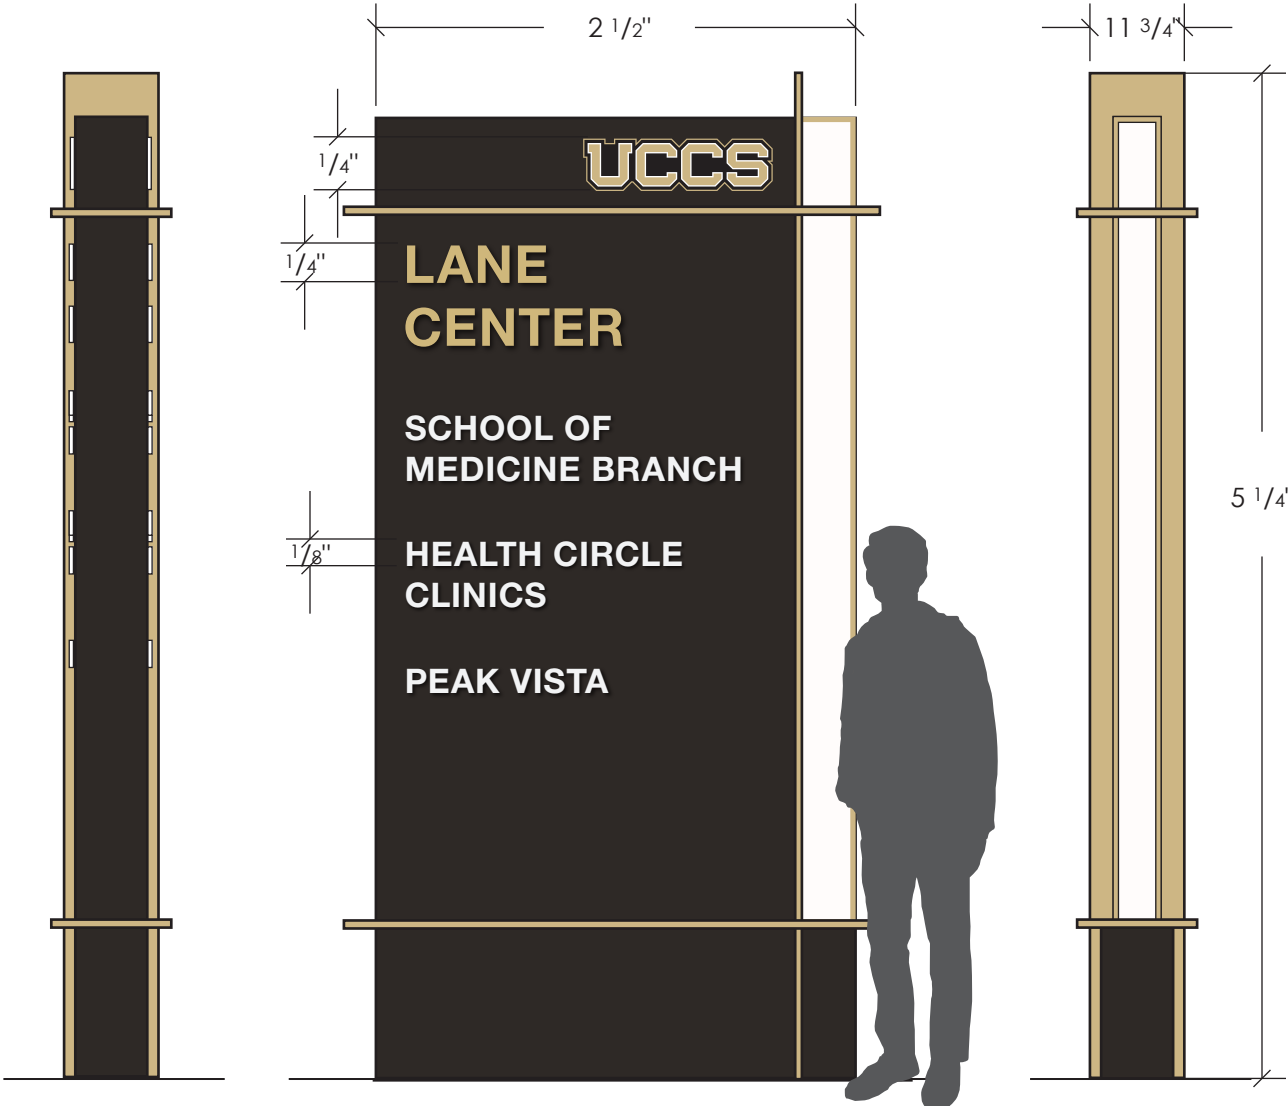 2 1/2"
11 3/4"
UCCS
1/4"
1/4"
LANE
CENTER
SCHOOL OF
MEDICINE BRANCH
5 1/4"
1/8"
HEALTH CIRCLE
CLINICS
PEAK VISTA